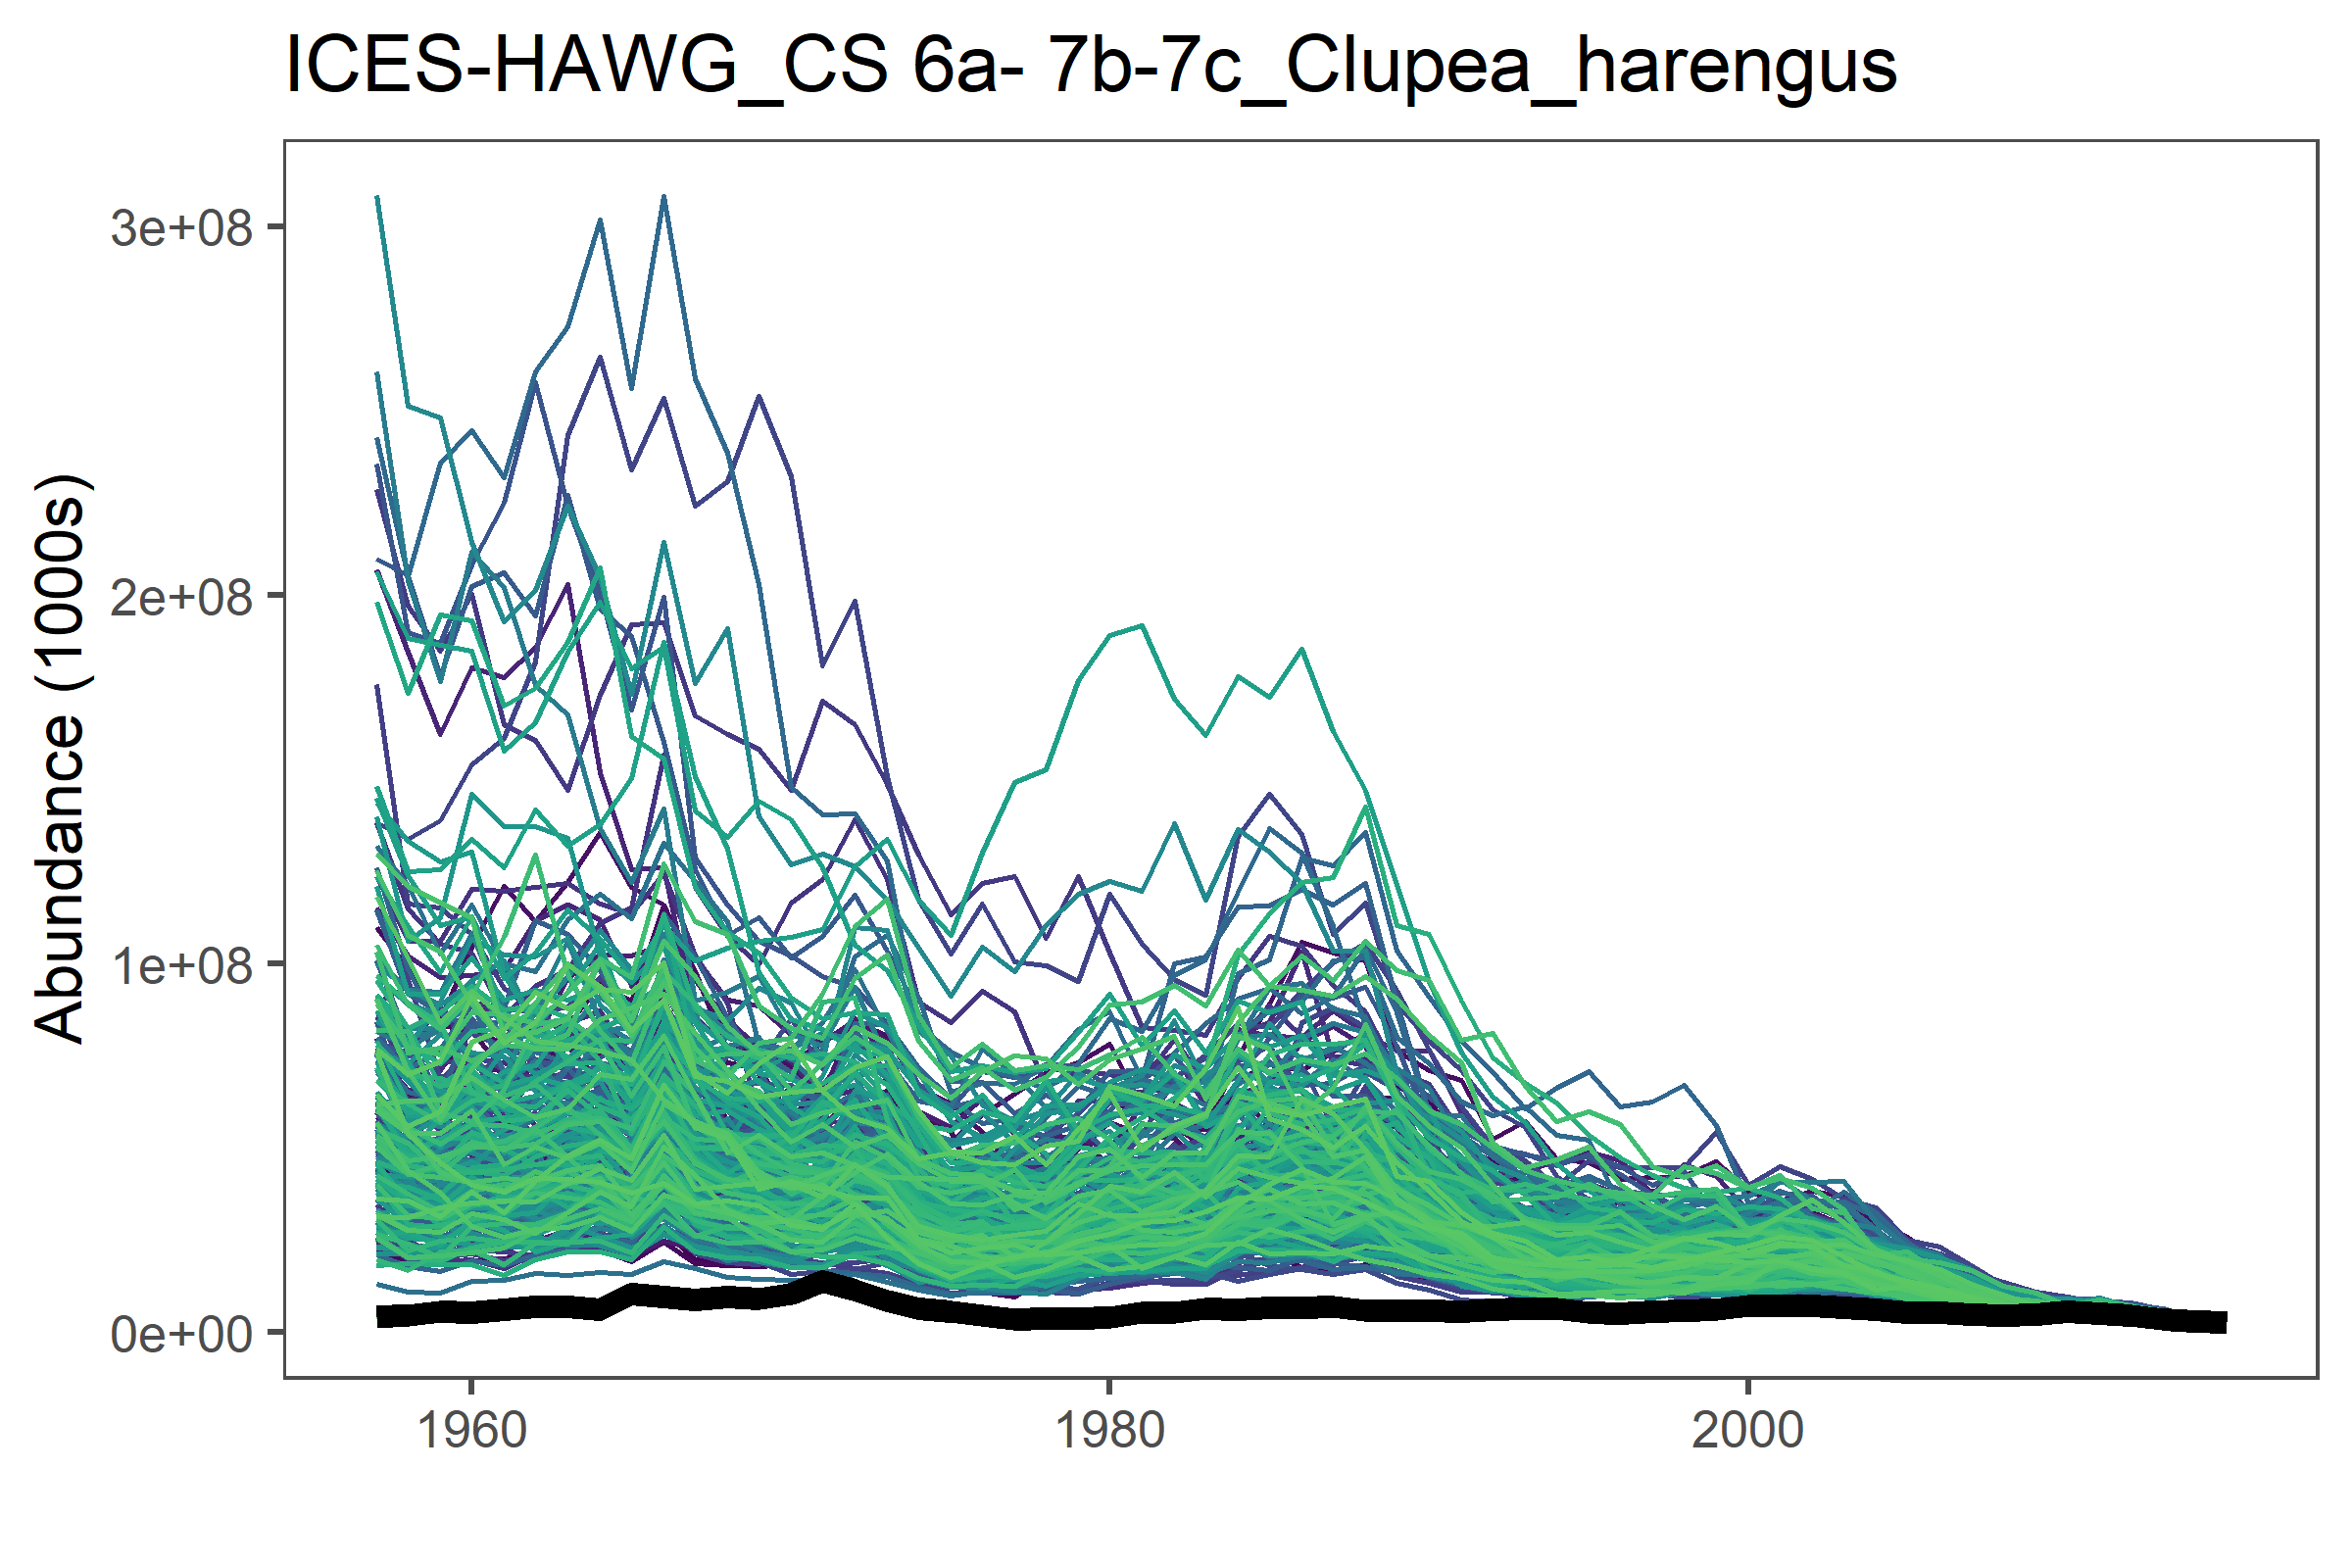 ICES-HAWG_CS 6a- 7b-7c_Clupea_harengus
Abundance (1000s)
3e+08
2e+08
1e+08
0e+00
1960 1980 2000